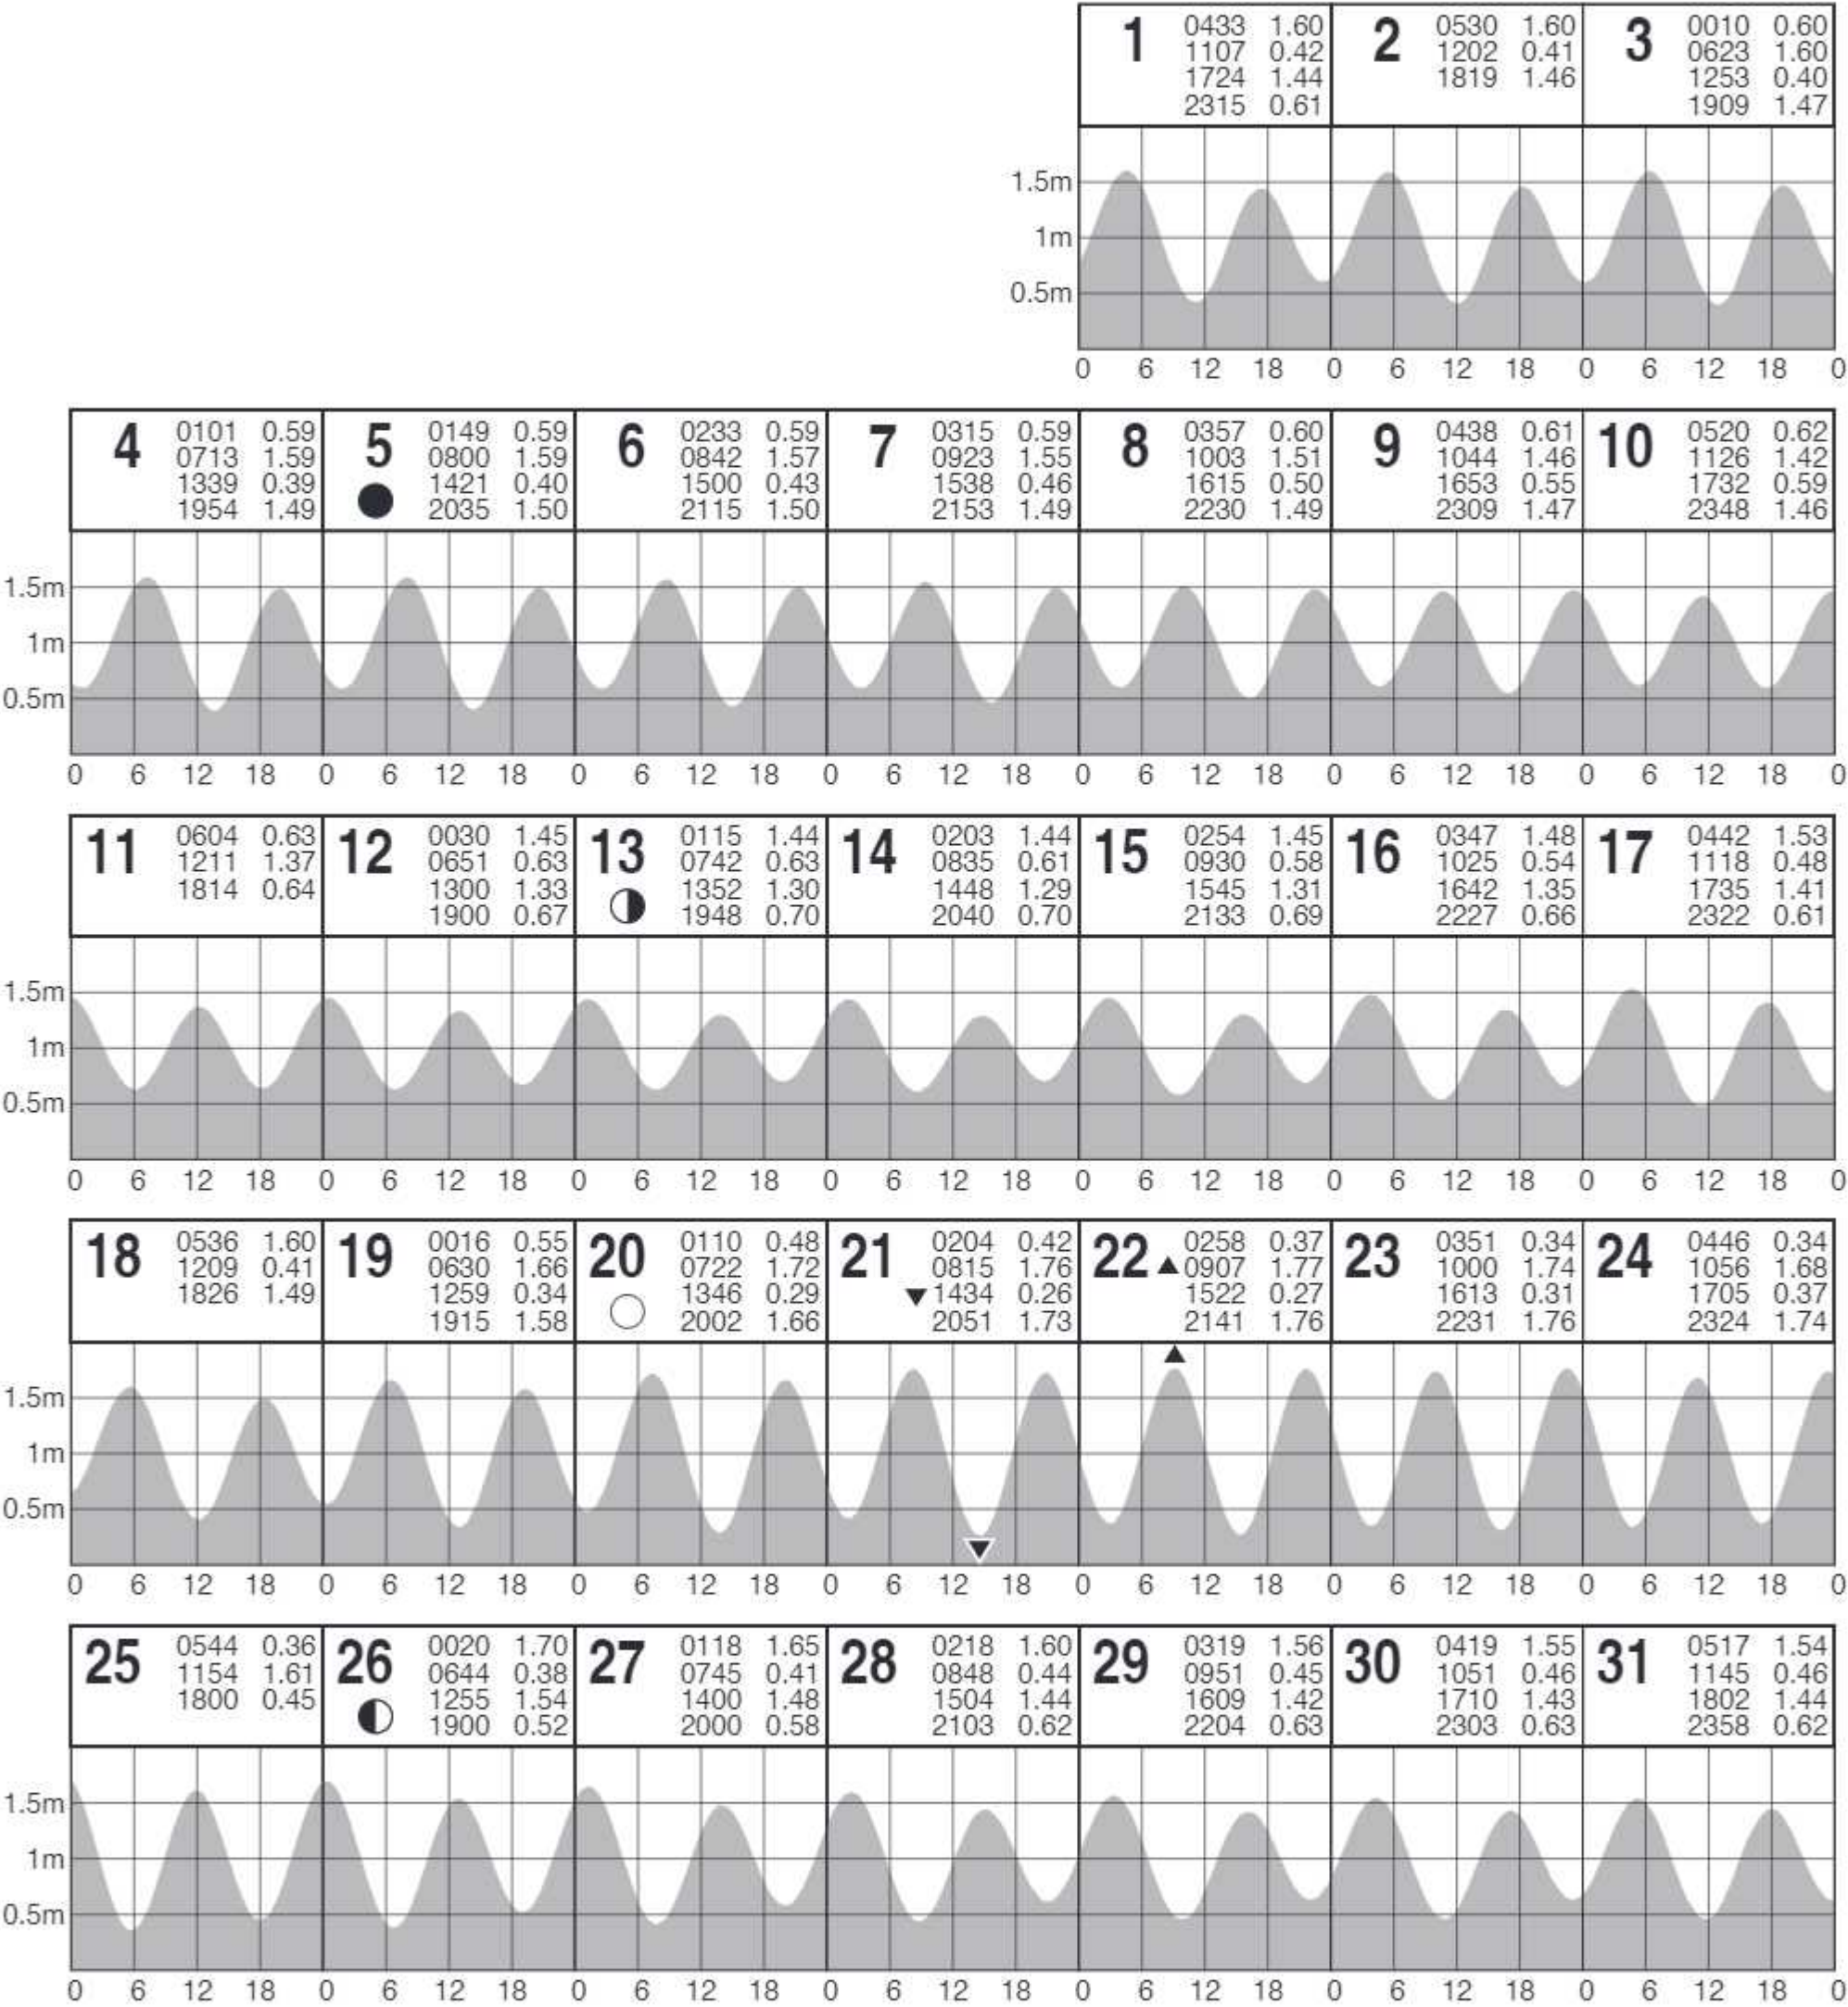 1 0433 1.60 2 0530 1.60 3 0010 0.60
1107 0.42 1202 0.41 0623 1.60
1724 1.44 1819 1.46 1253 0.40
2315 0.61 1909 1.47
1.5m
1m
0.5m
0 6 12 18 0 6 12 18 0 6 12 18 0
4 0101 0.59 5 0149 0.59 6 0233 0.59 7 0315 0.59 8 0357 0.60 9 0438 0.61 10 0520 0.62
0713 1.59 0800 1.59 0842 1.57 0923 1.55 1003 1.51 1044 1.46 1126 1.42
1339 0.39 1421 0.40 1500 0.43 1538 0.46 1615 0.50 1653 0.55 1732 0.59
1954 1.49 2035 1.50 2115 1.50 2153 1.49 2230 1.49 2309 1.47 2348 1.46
1.5m
1m
0.5m
0 6 12 18 0 6 12 18 0 6 12 18 0 6 12 18 0 6 12 18 0 6 12 18 0 6 12 18 0
11 0604 0.63 12 0030 1.45 13 0115 1.44 14 0203 1.44 15 0254 1.45 16 0347 1.48 17 0442 1.53
1211 1.37 0651 0.63 0742 0.63 0835 0.61 0930 0.58 1025 0.54 1118 0.48
1814 0.64 1300 1.33 1352 1.30 1448 1.29 1545 1.31 1642 1.35 1735 1.41
1900 0.67 1948 0.70 2040 0.70 2133 0.69 2227 0.66 2322 0.61
1.5m
1m
0.5m
0 6 12 18 0 6 12 18 0 6 12 18 0 6 12 18 0 6 12 18 0 6 12 18 0 6 12 18 0
18 0536 1.60 19 0016 0.55 20 0110 0.48 21 0204 0.42 22 0258 0.37 23 0351 0.34 24 0446 0.34
1209 0.41 0630 1.66 0722 1.72 0815 1.76 ▲0907 1.77 1000 1.74 1056 1.68
1826 1.49 1259 0.34 1346 0.29 ▼1434 0.26 1522 0.27 1613 0.31 1705 0.37
1915 1.58 2002 1.66 2051 1.73 2141 1.76 2231 1.76 2324 1.74
1.5m
1m
0.5m
0 6 12 18 0 6 12 18 0 6 12 18 0 6 12 18 0 6 12 18 0 6 12 18 0 6 12 18 0
25 0544 0.36 26 0020 1.70 27 0118 1.65 28 0218 1.60 29 0319 1.56 30 0419 1.55 31 0517 1.54
1154 1.61 0644 0.38 0745 0.41 0848 0.44 0951 0.45 1051 0.46 1145 0.46
1800 0.45 1255 1.54 1400 1.48 1504 1.44 1609 1.42 1710 1.43 1802 1.44
1900 0.52 2000 0.58 2103 0.62 2204 0.63 2303 0.63 2358 0.62
1.5m
1m
0.5m
0 6 12 18 0 6 12 18 0 6 12 18 0 6 12 18 0 6 12 18 0 6 12 18 0 6 12 18 0